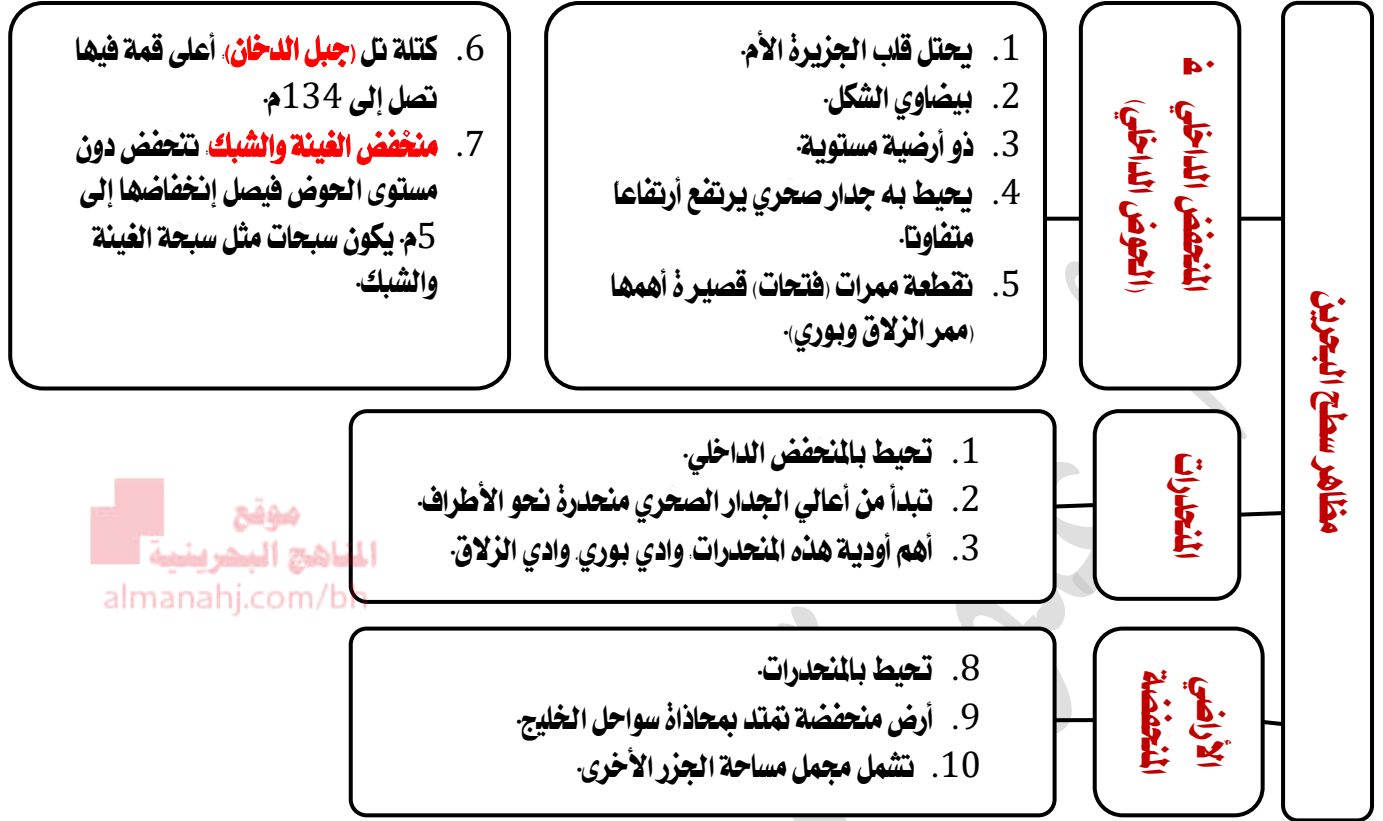 مظاهر سطح البحرين
المنخفض الداخلي
(الحوض الداخلي)
1. يحتل قلب الجزيرة الأم.
2. بيضاوي الشكل.
3. ذو أرضية مستوية.
4. يحيط به جدار صخري يرتفع أرتفاعا
متفاوتا.
5. تقطعة ممرات (فتحات) قصيرة أهمها
(ممر الزلاق وبوري).
6. كتلة تل (جبل الدخان)، أعلى قمة فيها
تصل إلى 134م.
7. منخفض الغينة والشبك، تنخفض دون
مستوى الحوض فيصل إنخفاضها إلى
5م. يكون سبخات مثل سبخة الغينة
والشبك.
المنحدرات
1. تحيط بالمنخفض الداخلي.
2. تبدأ من أعالي الجدار الصخري منحدرة نحو الأطراف.
3. أهم أودية هذه المنحدرات، وادي بوري، وادي الزلاق.
الأراضي
المنخفضة
8. تحيط بالمنحدرات.
9. أرض منخفضة تمتد بمحاذاة سواحل الخليج.
10. تشمل مجمل مساحة الجزر الأخرى.
موقع
المناهج البحرينية
almanahj.com/bh